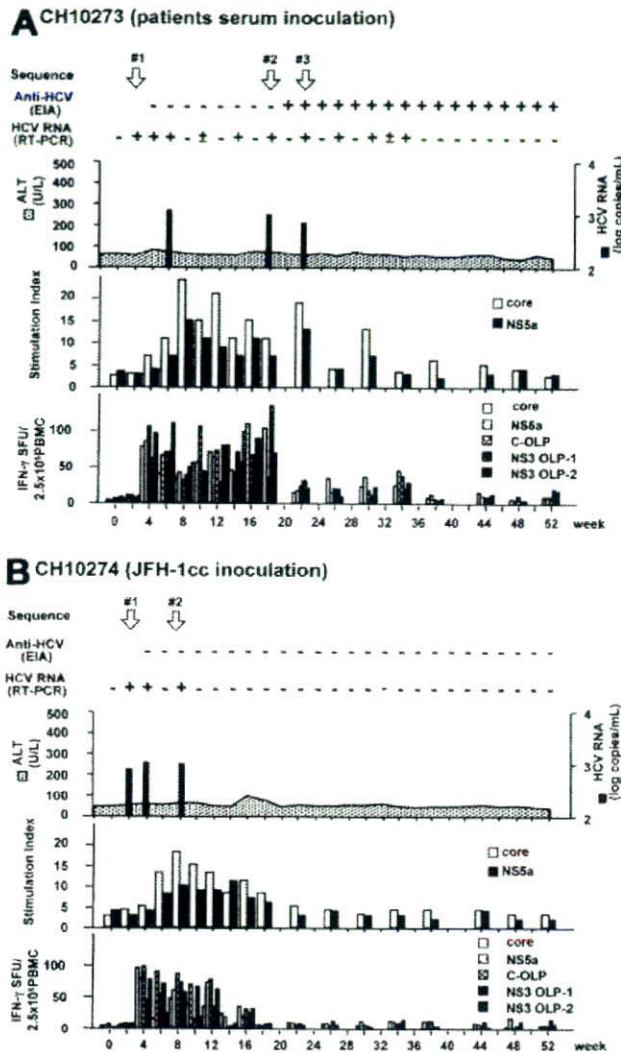 A CH10273 (patients serum inoculation)
#1 #2 #3
Sequence
Anti-HCV
(EIA)
- - - - - - - - + + + + + + + + + + + + + + + + +
HCV RNA
(RT-PCR)
500
400
300
200
100
0
ALT
(U/L)
4
3
2
HCV RNA
(log copies/mL)
20
15
10
5
0
Stimulation Index
core
NS5a
100
50
0
IFN-γ SFU/
2.5x10⁵PBMC
core
NS5a
C-OLP
NS3 OLP-1
NS3 OLP-2
0 4 8 12 16 20 24 28 32 36 40 44 48 52 week
B CH10274 (JFH-1cc inoculation)
#1 #2
Sequence
Anti-HCV
(EIA)
HCV RNA
(RT-PCR)
500
400
300
200
100
0
ALT
(U/L)
4
3
2
HCV RNA
(log copies/mL)
20
15
10
5
0
Stimulation Index
core
NS5a
100
50
0
IFN-γ SFU/
2.5x10⁵PBMC
core
NS5a
C-OLP
NS3 OLP-1
NS3 OLP-2
0 4 8 12 16 20 24 28 32 36 40 44 48 52 week